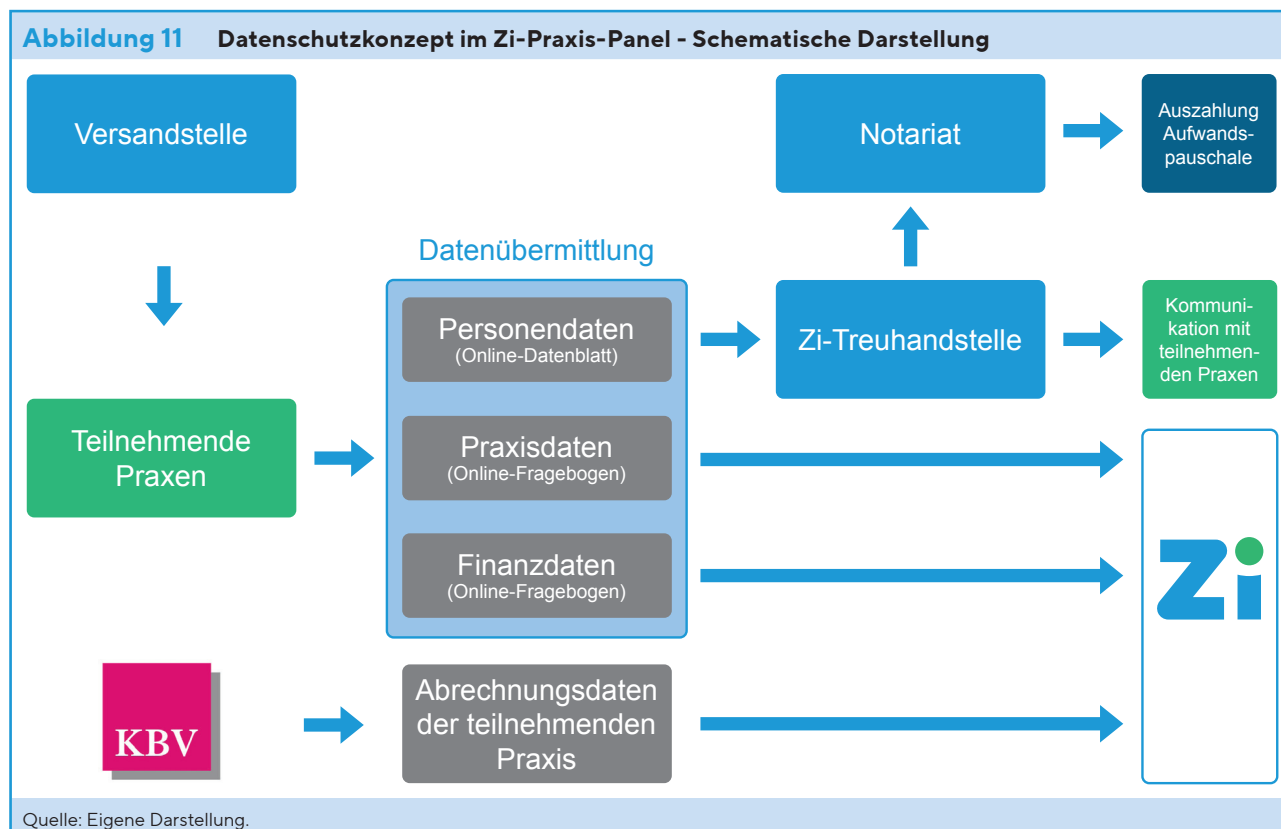 Abbildung 11 Datenschutzkonzept im Zi-Praxis-Panel - Schematische Darstellung
Versandstelle
Notariat
Auszahlung
Aufwands-
pauschale
Datenübermittlung
Personendaten
(Online-Datenblatt)
Zi-Treuhandstelle
Kommuni-
kation mit
teilnehmen-
den Praxen
Teilnehmende
Praxen
Praxisdaten
(Online-Fragebogen)
Finanzdaten
(Online-Fragebogen)
Zi
KBV
Abrechnungsdaten
der teilnehmenden
Praxis
Quelle: Eigene Darstellung.